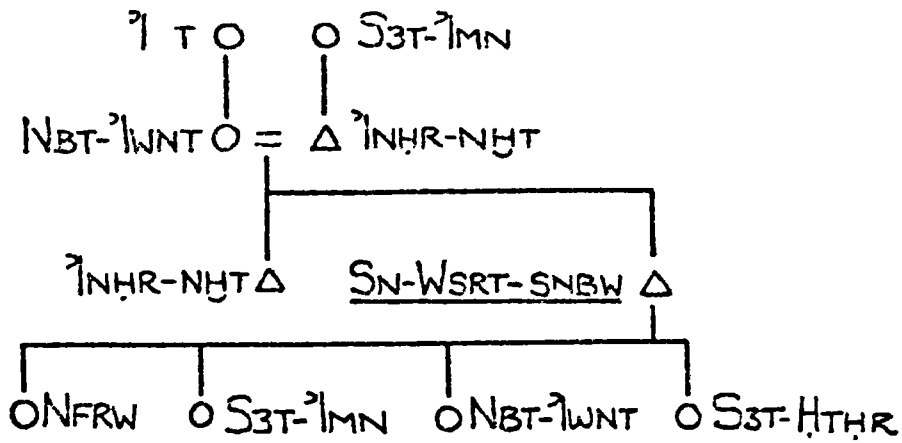 ꜣI T S3T-ꜣIMN
NBT-ꜣIWNT = ꜣINḤR-NḪT
ꜣINḤR-NḪT SN-WSRT-SNBW
NFRW S3T-ꜣIMN NBT-ꜣIWNT S3T-ḤTḤR